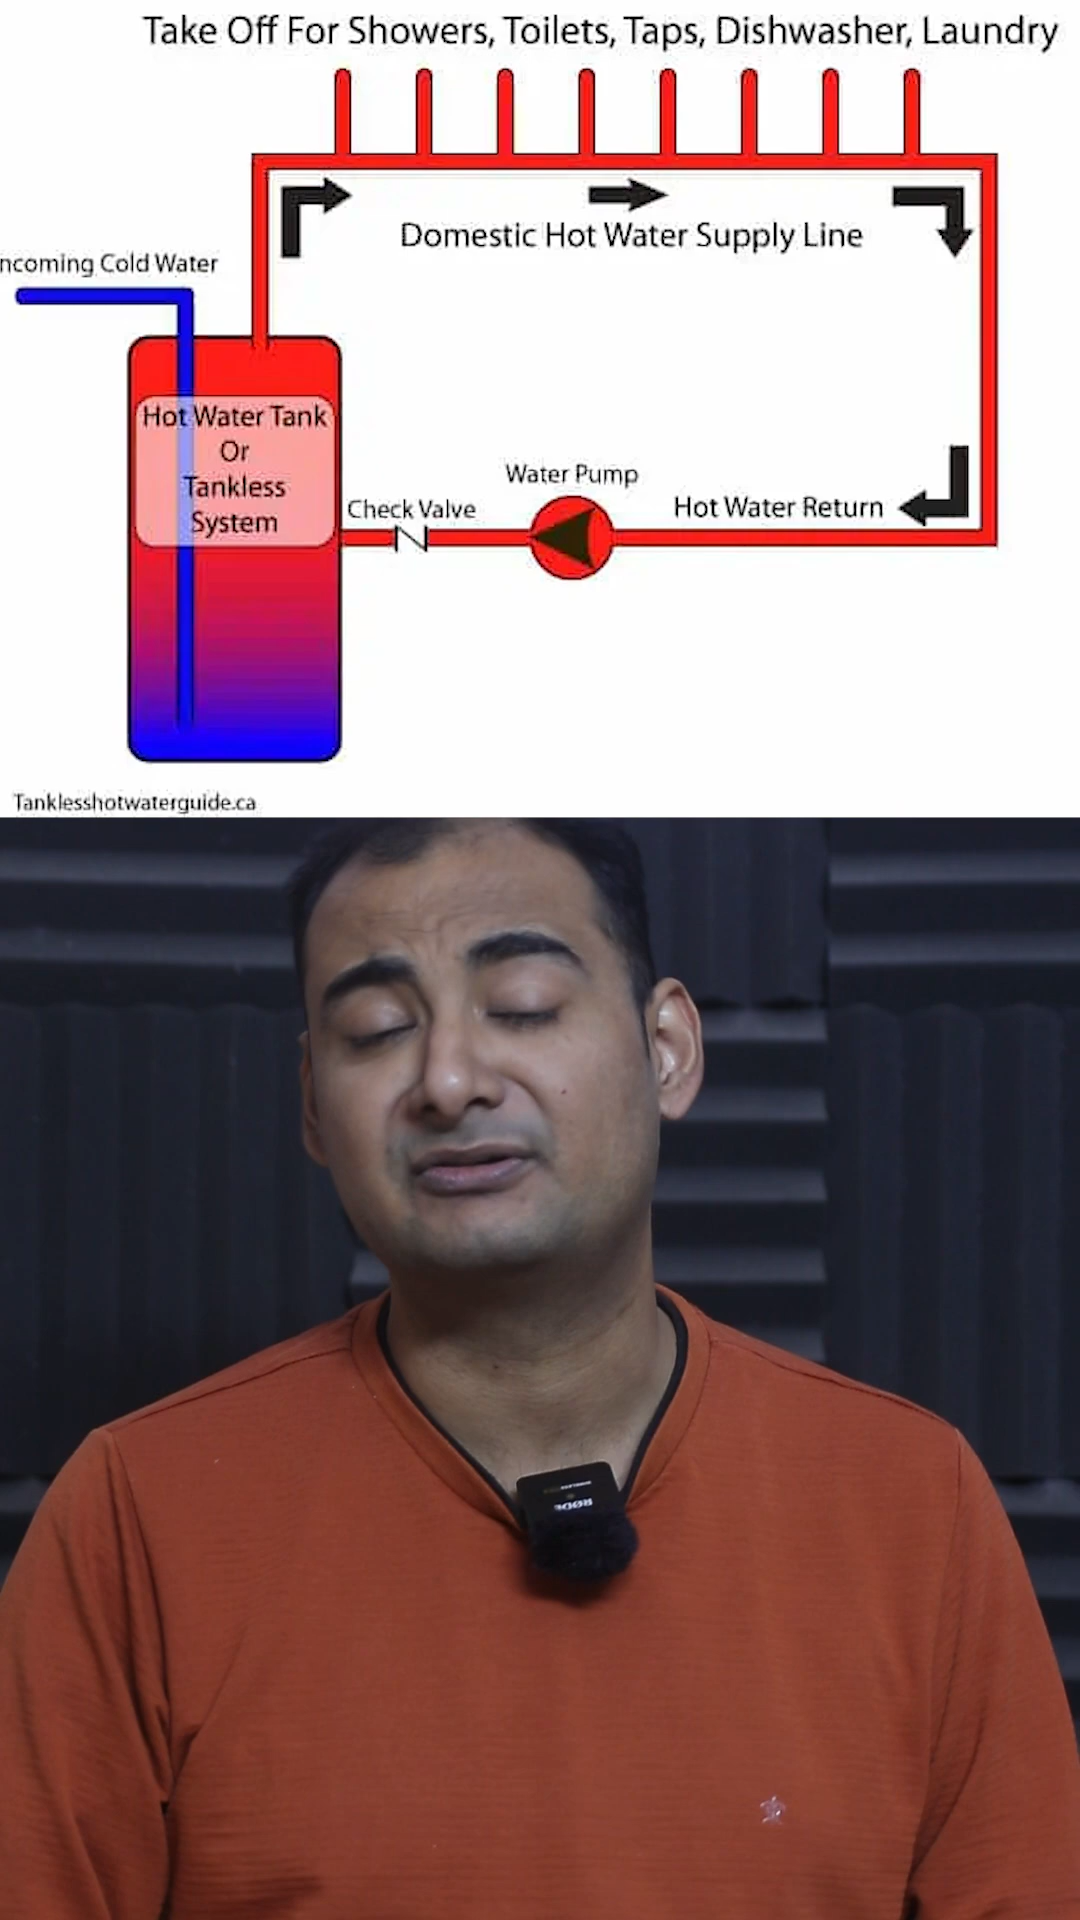 Take Off For Showers, Toilets, Taps, Dishwasher, Laundry
Domestic Hot Water Supply Line
ncoming Cold Water
Hot Water Tank
Or
Tankless
System
Check Valve
Water Pump
Hot Water Return
Tanklesshotwaterguide.ca
RØDE